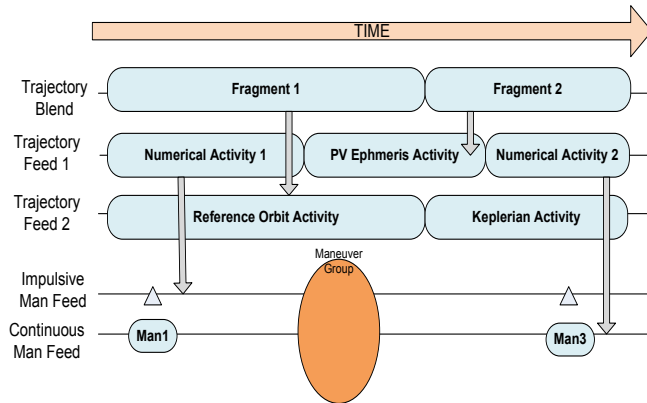 TIME
Trajectory
Blend
Fragment 1
Fragment 2
Trajectory
Feed 1
Numerical Activity 1
PV Ephmeris Activity
Numerical Activity 2
Trajectory
Feed 2
Reference Orbit Activity
Keplerian Activity
Maneuver
Group
Impulsive
Man Feed
Continuous
Man Feed
Man1
Man3